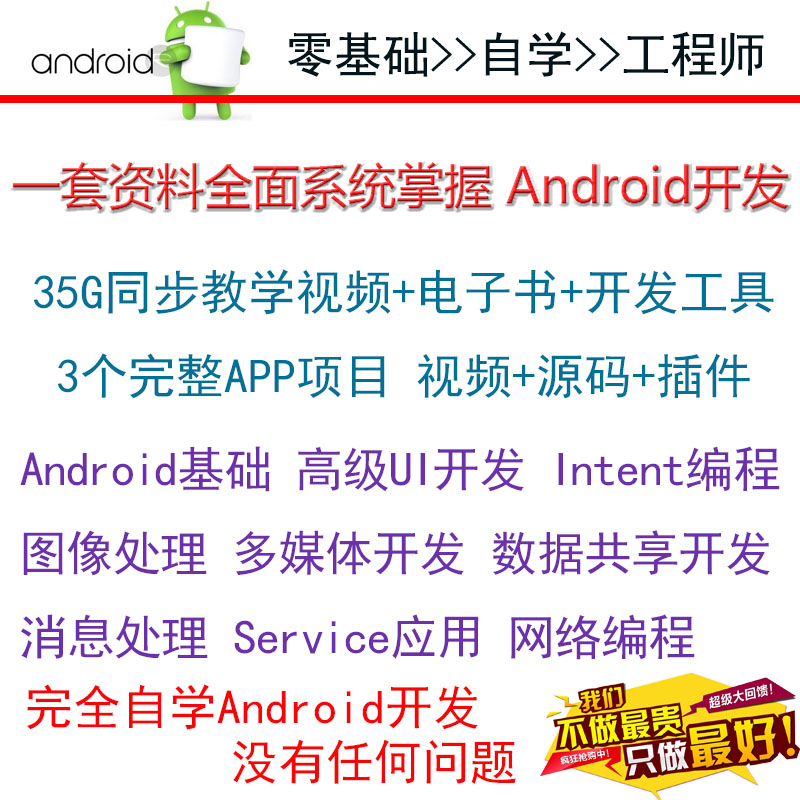 android
零基础>>自学>>工程师
一套资料全面系统掌握 Android开发
35G同步教学视频+电子书+开发工具
3个完整APP项目 视频+源码+插件
Android基础 高级UI开发 Intent编程
图像处理 多媒体开发 数据共享开发
消息处理 Service应用 网络编程
完全自学Android开发
没有任何问题
我们
超级大回馈!
不做最贵
疯狂抢购中!
只做最好!